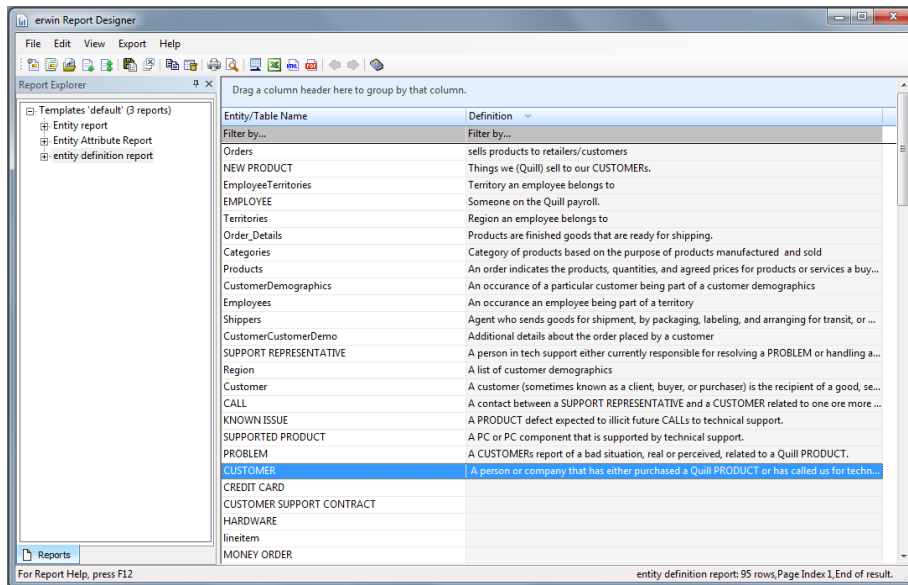 erwin Report Designer
File Edit View Export Help
Report Explorer
Templates 'default' (3 reports)
Entity report
Entity Attribute Report
entity definition report
Reports
Drag a column header here to group by that column.
Entity/Table Name Definition
Filter by... Filter by...
Orders sells products to retailers/customers
NEW PRODUCT Things we (Quill) sell to our CUSTOMERs.
EmployeeTerritories Territory an employee belongs to
EMPLOYEE Someone on the Quill payroll.
Territories Region an employee belongs to
Order_Details Products are finished goods that are ready for shipping.
Categories Category of products based on the purpose of products manufactured and sold
Products An order indicates the products, quantities, and agreed prices for products or services a buy...
CustomerDemographics An occurance of a particular customer being part of a customer demographics
Employees An occurance an employee being part of a territory
Shippers Agent who sends goods for shipment, by packaging, labeling, and arranging for transit, or ...
CustomerCustomerDemo Additional details about the order placed by a customer
SUPPORT REPRESENTATIVE A person in tech support either currently responsible for resolving a PROBLEM or handling a...
Region A list of customer demographics
Customer A customer (sometimes known as a client, buyer, or purchaser) is the recipient of a good, se...
CALL A contact between a SUPPORT REPRESENTATIVE and a CUSTOMER related to one ore more ...
KNOWN ISSUE A PRODUCT defect expected to illicit future CALLs to technical support.
SUPPORTED PRODUCT A PC or PC component that is supported by technical support.
PROBLEM A CUSTOMERs report of a bad situation, real or perceived, related to a Quill PRODUCT.
CUSTOMER A person or company that has either purchased a Quill PRODUCT or has called us for techn...
CREDIT CARD
CUSTOMER SUPPORT CONTRACT
HARDWARE
lineitem
MONEY ORDER
For Report Help, press F12 entity definition report: 95 rows,Page Index 1,End of result.